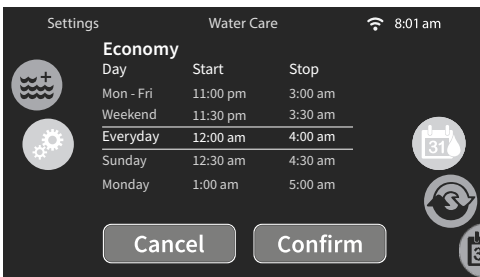 Settings Water Care 8:01 am
Economy
Day Start Stop
Mon - Fri 11:00 pm 3:00 am
Weekend 11:30 pm 3:30 am
Everyday 12:00 am 4:00 am
Sunday 12:30 am 4:30 am
Monday 1:00 am 5:00 am
31
Cancel Confirm